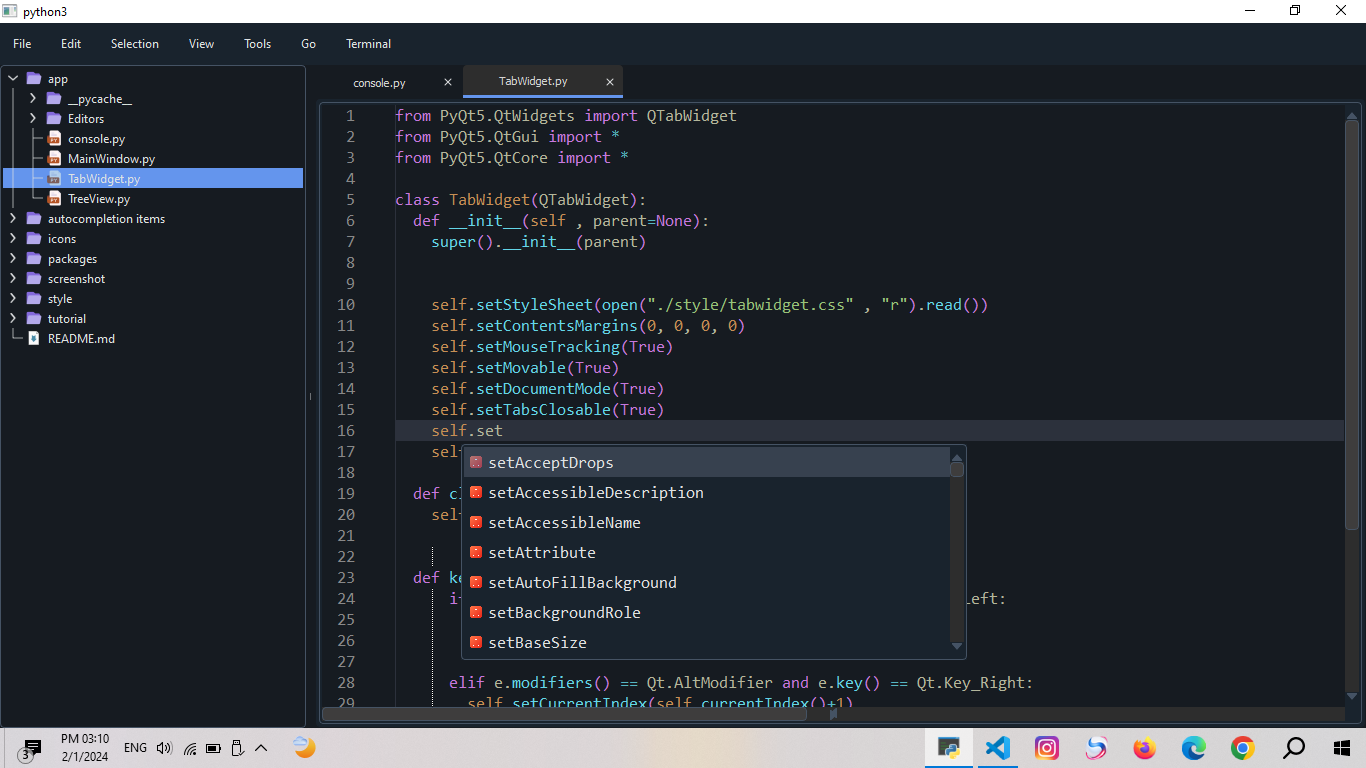 python3
File Edit Selection View Tools Go Terminal
app
__pycache__
Editors
console.py
MainWindow.py
TabWidget.py
TreeView.py
autocompletion items
icons
packages
screenshot
style
tutorial
README.md
console.py × TabWidget.py ×
1 from PyQt5.QtWidgets import QTabWidget
2 from PyQt5.QtGui import *
3 from PyQt5.QtCore import *
4
5 class TabWidget(QTabWidget):
6 def __init__(self , parent=None):
7 super().__init__(parent)
8
9
10 self.setStyleSheet(open("./style/tabwidget.css" , "r").read())
11 self.setContentsMargins(0, 0, 0, 0)
12 self.setMouseTracking(True)
13 self.setMovable(True)
14 self.setDocumentMode(True)
15 self.setTabsClosable(True)
16 self.set
17 sel
18
19 def c
20 sel
21
22
23 def k
24 i eft:
25
26
27
28 elif e.modifiers() == Qt.AltModifier and e.key() == Qt.Key_Right:
29 self.setCurrentIndex(self.currentIndex()+1)
setAcceptDrops
setAccessibleDescription
setAccessibleName
setAttribute
setAutoFillBackground
setBackgroundRole
setBaseSize
3
PM 03:10
2/1/2024
ENG